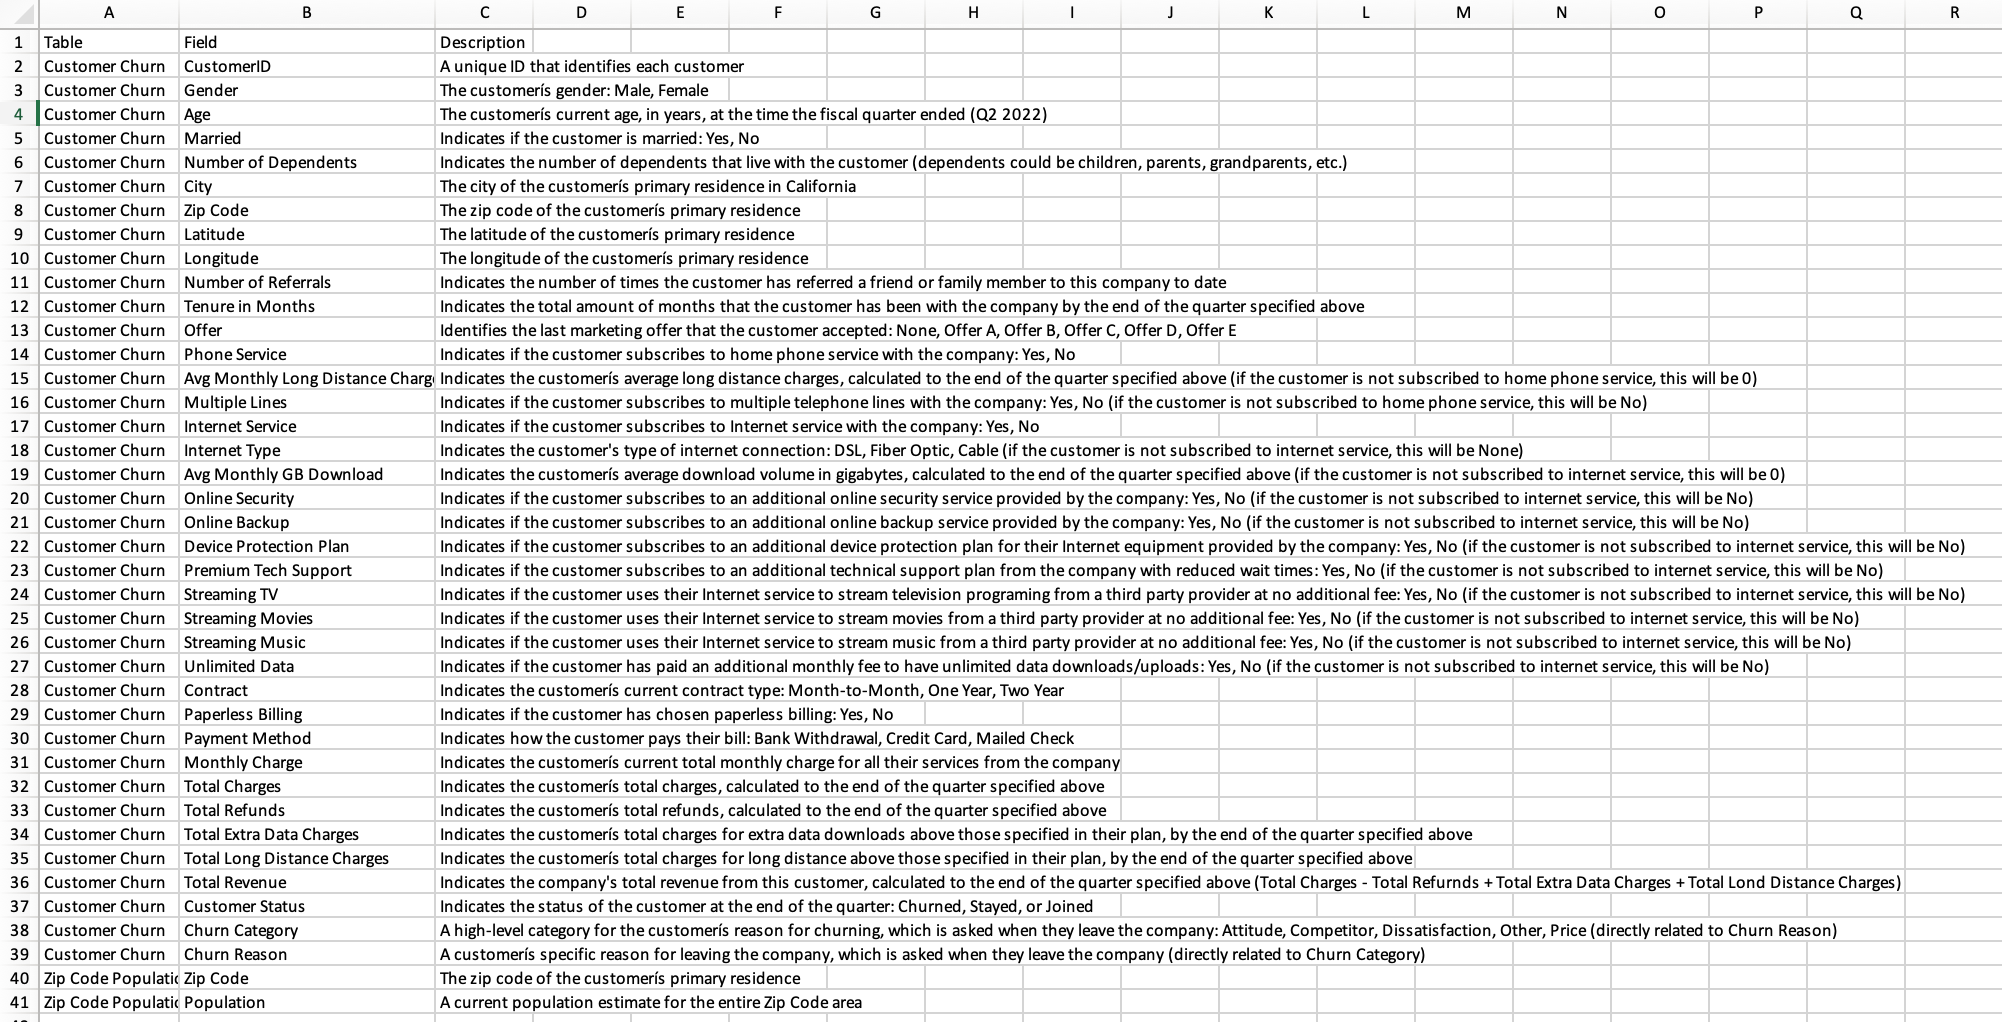 A B C D E F G H I J K L M N O P Q R
1 Table Field Description
2 Customer Churn CustomerID A unique ID that identifies each customer
3 Customer Churn Gender The customerís gender: Male, Female
4 Customer Churn Age The customerís current age, in years, at the time the fiscal quarter ended (Q2 2022)
5 Customer Churn Married Indicates if the customer is married: Yes, No
6 Customer Churn Number of Dependents Indicates the number of dependents that live with the customer (dependents could be children, parents, grandparents, etc.)
7 Customer Churn City The city of the customerís primary residence in California
8 Customer Churn Zip Code The zip code of the customerís primary residence
9 Customer Churn Latitude The latitude of the customerís primary residence
10 Customer Churn Longitude The longitude of the customerís primary residence
11 Customer Churn Number of Referrals Indicates the number of times the customer has referred a friend or family member to this company to date
12 Customer Churn Tenure in Months Indicates the total amount of months that the customer has been with the company by the end of the quarter specified above
13 Customer Churn Offer Identifies the last marketing offer that the customer accepted: None, Offer A, Offer B, Offer C, Offer D, Offer E
14 Customer Churn Phone Service Indicates if the customer subscribes to home phone service with the company: Yes, No
15 Customer Churn Avg Monthly Long Distance Charg Indicates the customerís average long distance charges, calculated to the end of the quarter specified above (if the customer is not subscribed to home phone service, this will be 0)
16 Customer Churn Multiple Lines Indicates if the customer subscribes to multiple telephone lines with the company: Yes, No (if the customer is not subscribed to home phone service, this will be No)
17 Customer Churn Internet Service Indicates if the customer subscribes to Internet service with the company: Yes, No
18 Customer Churn Internet Type Indicates the customer's type of internet connection: DSL, Fiber Optic, Cable (if the customer is not subscribed to internet service, this will be None)
19 Customer Churn Avg Monthly GB Download Indicates the customerís average download volume in gigabytes, calculated to the end of the quarter specified above (if the customer is not subscribed to internet service, this will be 0)
20 Customer Churn Online Security Indicates if the customer subscribes to an additional online security service provided by the company: Yes, No (if the customer is not subscribed to internet service, this will be No)
21 Customer Churn Online Backup Indicates if the customer subscribes to an additional online backup service provided by the company: Yes, No (if the customer is not subscribed to internet service, this will be No)
22 Customer Churn Device Protection Plan Indicates if the customer subscribes to an additional device protection plan for their Internet equipment provided by the company: Yes, No (if the customer is not subscribed to internet service, this will be No)
23 Customer Churn Premium Tech Support Indicates if the customer subscribes to an additional technical support plan from the company with reduced wait times: Yes, No (if the customer is not subscribed to internet service, this will be No)
24 Customer Churn Streaming TV Indicates if the customer uses their Internet service to stream television programing from a third party provider at no additional fee: Yes, No (if the customer is not subscribed to internet service, this will be No)
25 Customer Churn Streaming Movies Indicates if the customer uses their Internet service to stream movies from a third party provider at no additional fee: Yes, No (if the customer is not subscribed to internet service, this will be No)
26 Customer Churn Streaming Music Indicates if the customer uses their Internet service to stream music from a third party provider at no additional fee: Yes, No (if the customer is not subscribed to internet service, this will be No)
27 Customer Churn Unlimited Data Indicates if the customer has paid an additional monthly fee to have unlimited data downloads/uploads: Yes, No (if the customer is not subscribed to internet service, this will be No)
28 Customer Churn Contract Indicates the customerís current contract type: Month-to-Month, One Year, Two Year
29 Customer Churn Paperless Billing Indicates if the customer has chosen paperless billing: Yes, No
30 Customer Churn Payment Method Indicates how the customer pays their bill: Bank Withdrawal, Credit Card, Mailed Check
31 Customer Churn Monthly Charge Indicates the customerís current total monthly charge for all their services from the company
32 Customer Churn Total Charges Indicates the customerís total charges, calculated to the end of the quarter specified above
33 Customer Churn Total Refunds Indicates the customerís total refunds, calculated to the end of the quarter specified above
34 Customer Churn Total Extra Data Charges Indicates the customerís total charges for extra data downloads above those specified in their plan, by the end of the quarter specified above
35 Customer Churn Total Long Distance Charges Indicates the customerís total charges for long distance above those specified in their plan, by the end of the quarter specified above
36 Customer Churn Total Revenue Indicates the company's total revenue from this customer, calculated to the end of the quarter specified above (Total Charges - Total Refurnds + Total Extra Data Charges + Total Lond Distance Charges)
37 Customer Churn Customer Status Indicates the status of the customer at the end of the quarter: Churned, Stayed, or Joined
38 Customer Churn Churn Category A high-level category for the customerís reason for churning, which is asked when they leave the company: Attitude, Competitor, Dissatisfaction, Other, Price (directly related to Churn Reason)
39 Customer Churn Churn Reason A customerís specific reason for leaving the company, which is asked when they leave the company (directly related to Churn Category)
40 Zip Code Populatio Zip Code The zip code of the customerís primary residence
41 Zip Code Populatio Population A current population estimate for the entire Zip Code area